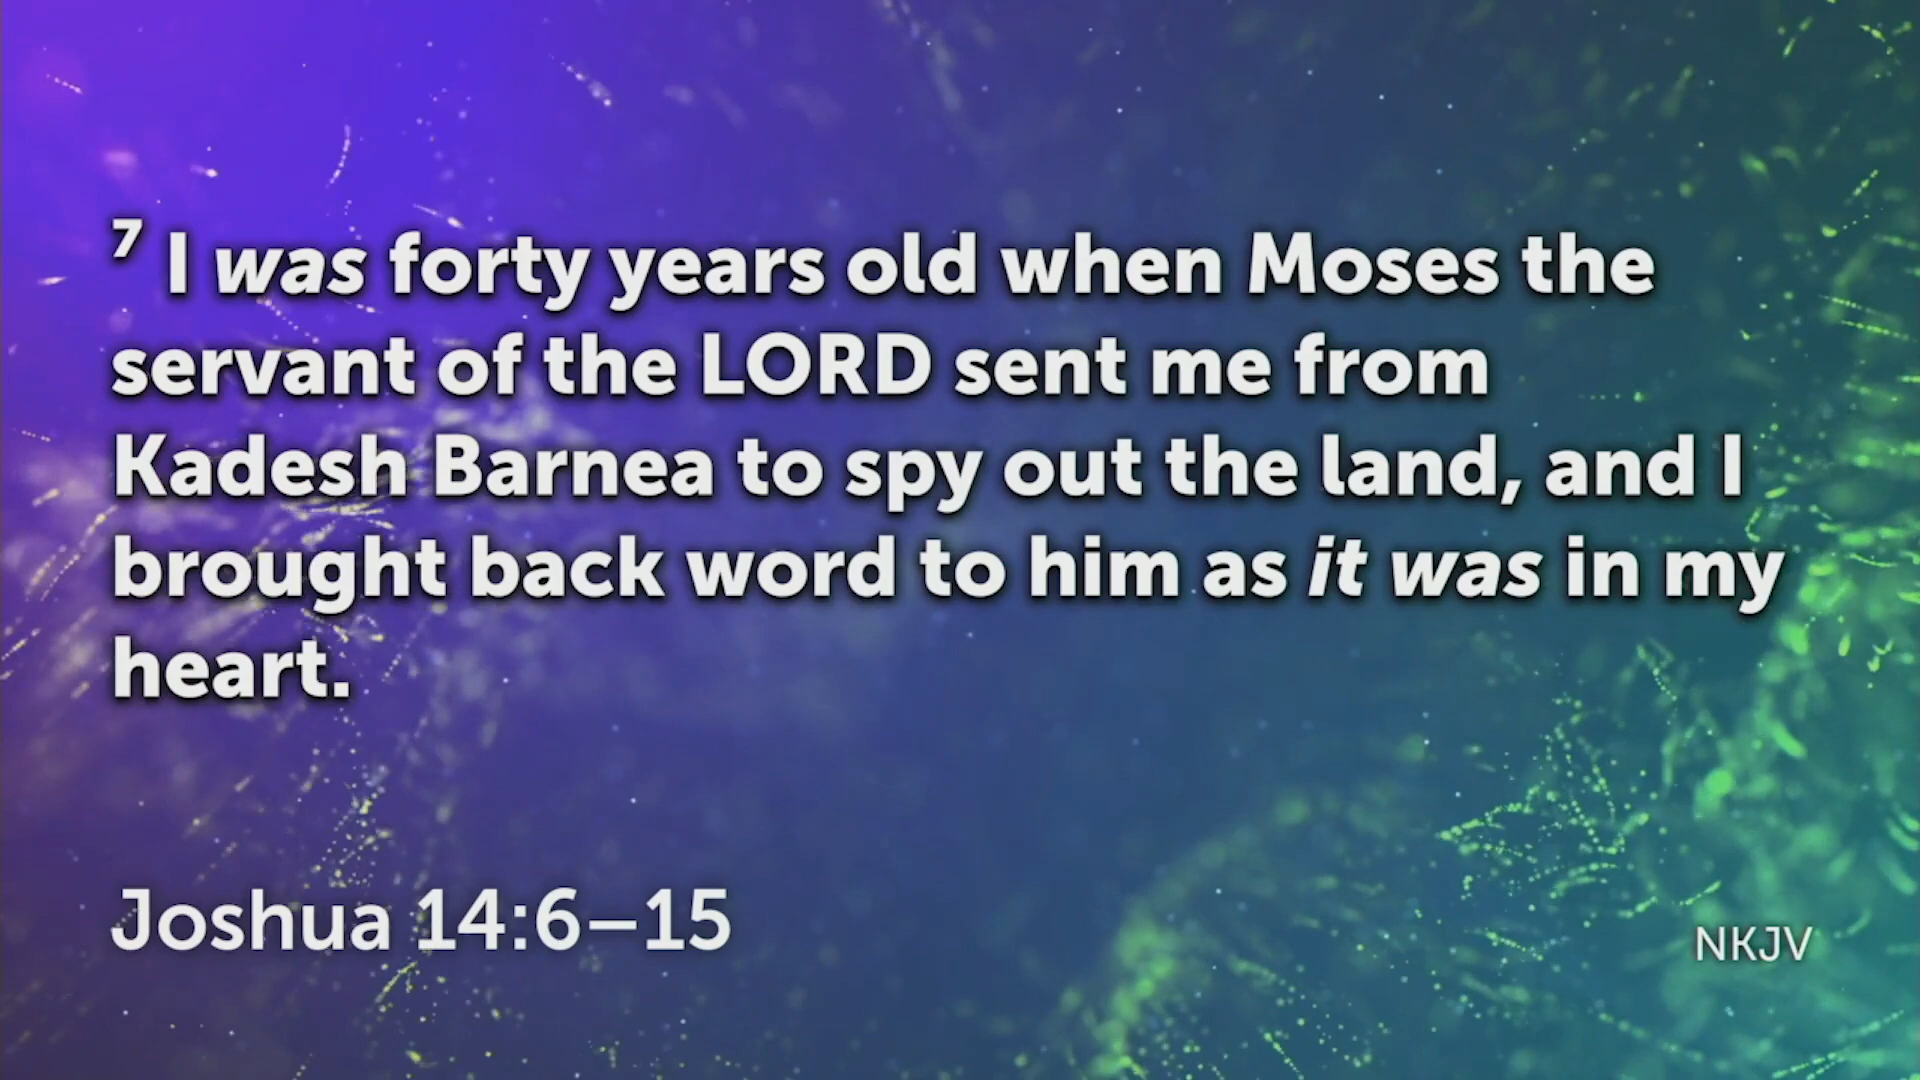 ⁷ I was forty years old when Moses the
servant of the LORD sent me from
Kadesh Barnea to spy out the land, and I
brought back word to him as it was in my
heart.
Joshua 14:6–15
NKJV